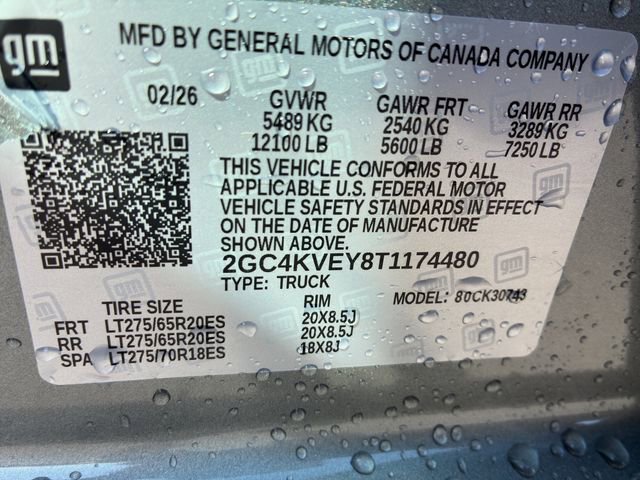 gm
MFD BY GENERAL MOTORS OF CANADA COMPANY
02/26 GVWR GAWR FRT GAWR RR
5489 KG 2540 KG 3289 KG
12100 LB 5600 LB 7250 LB
THIS VEHICLE CONFORMS TO ALL
APPLICABLE U.S. FEDERAL MOTOR
VEHICLE SAFETY STANDARDS IN EFFECT
ON THE DATE OF MANUFACTURE
SHOWN ABOVE.
2GC4KVEY8T1174480
TYPE: TRUCK MODEL: 80CK30743
TIRE SIZE RIM
FRT LT275/65R20ES 20X8.5J
RR LT275/65R20ES 20X8.5J
SPA LT275/70R18ES 18X8J